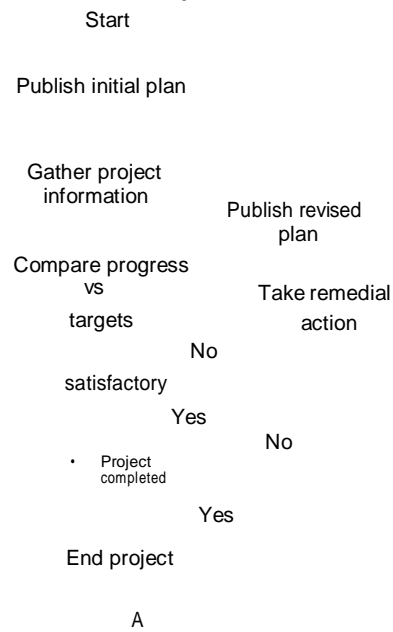 Start
Publish initial plan
Gather project
information
Publish revised
plan
Compare progress
vs
targets
Take remedial
action
No
satisfactory
Yes
No
• Project
completed
Yes
End project
A